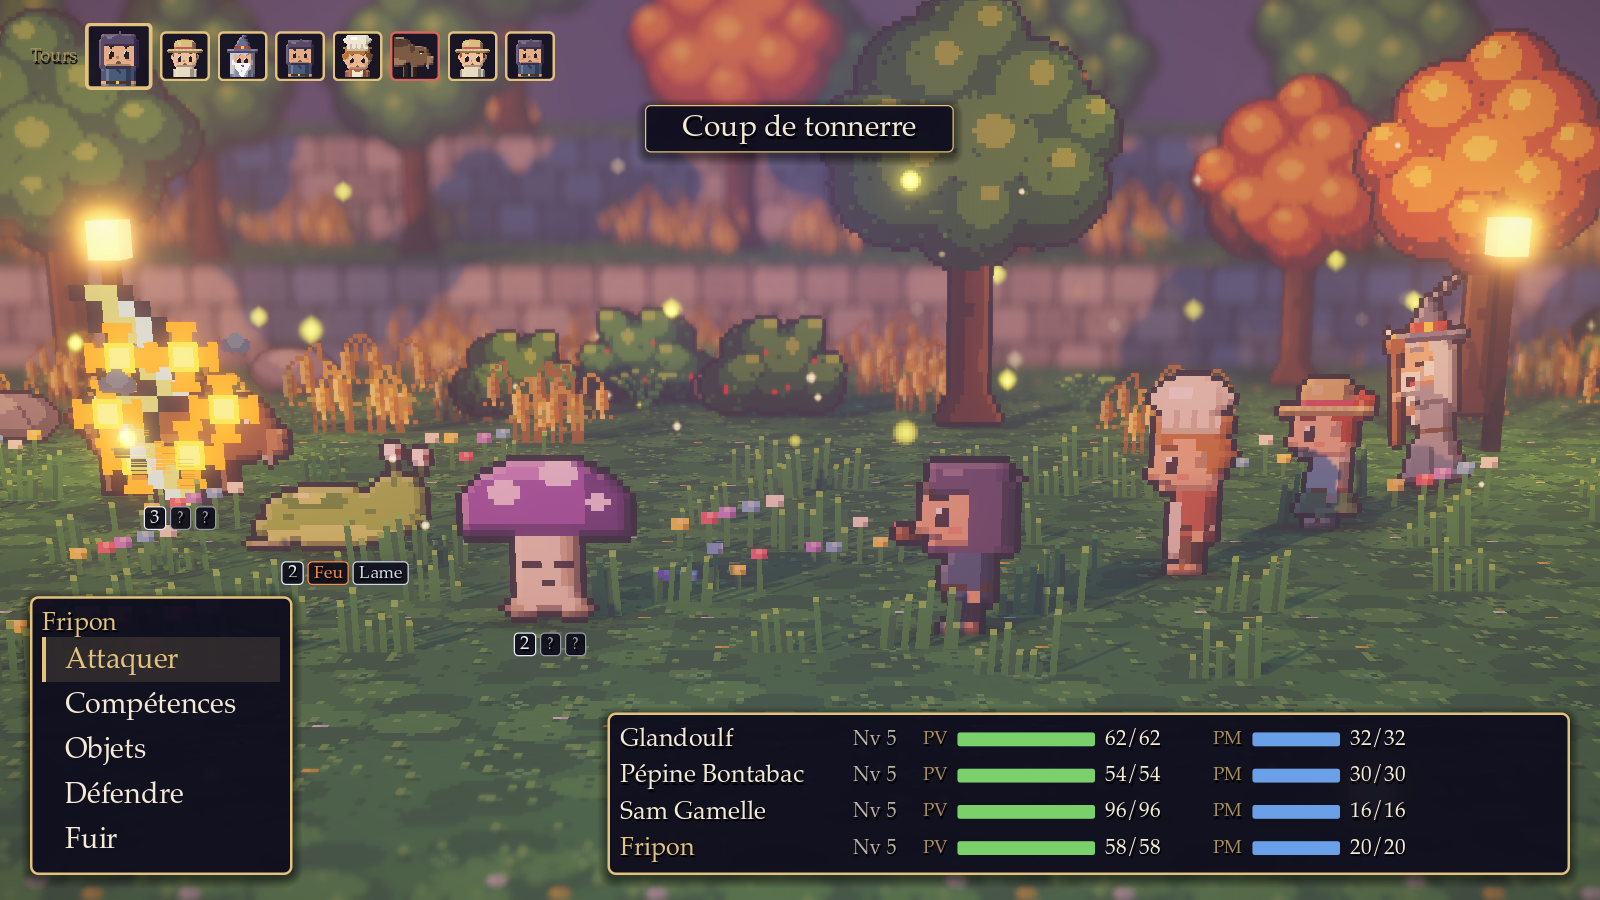 Tours
Coup de tonnerre
3 ? ?
2 Feu Lame
2 ? ?
Fripon
Attaquer
Compétences
Objets
Défendre
Fuir
Glandoulf Nv 5 PV 62/62 PM 32/32
Pépine Bontabac Nv 5 PV 54/54 PM 30/30
Sam Gamelle Nv 5 PV 96/96 PM 16/16
Fripon Nv 5 PV 58/58 PM 20/20